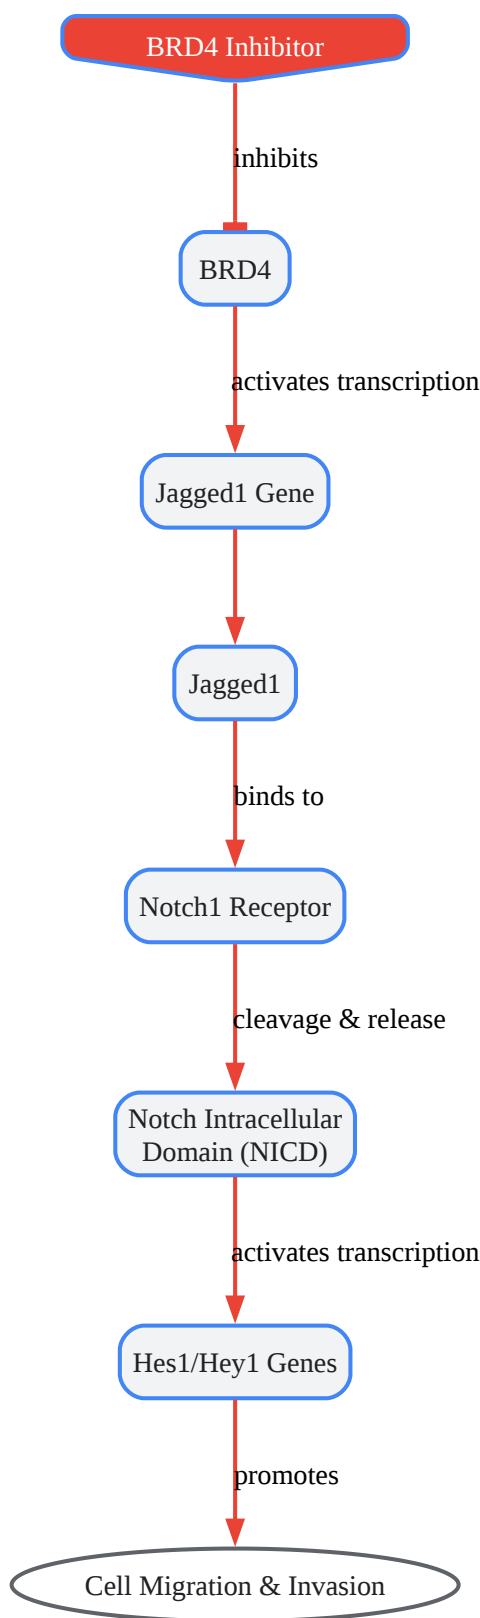 BRD4 Inhibitor
inhibits
BRD4
activates transcription
Jagged1 Gene
Jagged1
binds to
Notch1 Receptor
cleavage & release
Notch Intracellular
Domain (NICD)
activates transcription
Hes1/Hey1 Genes
promotes
Cell Migration & Invasion